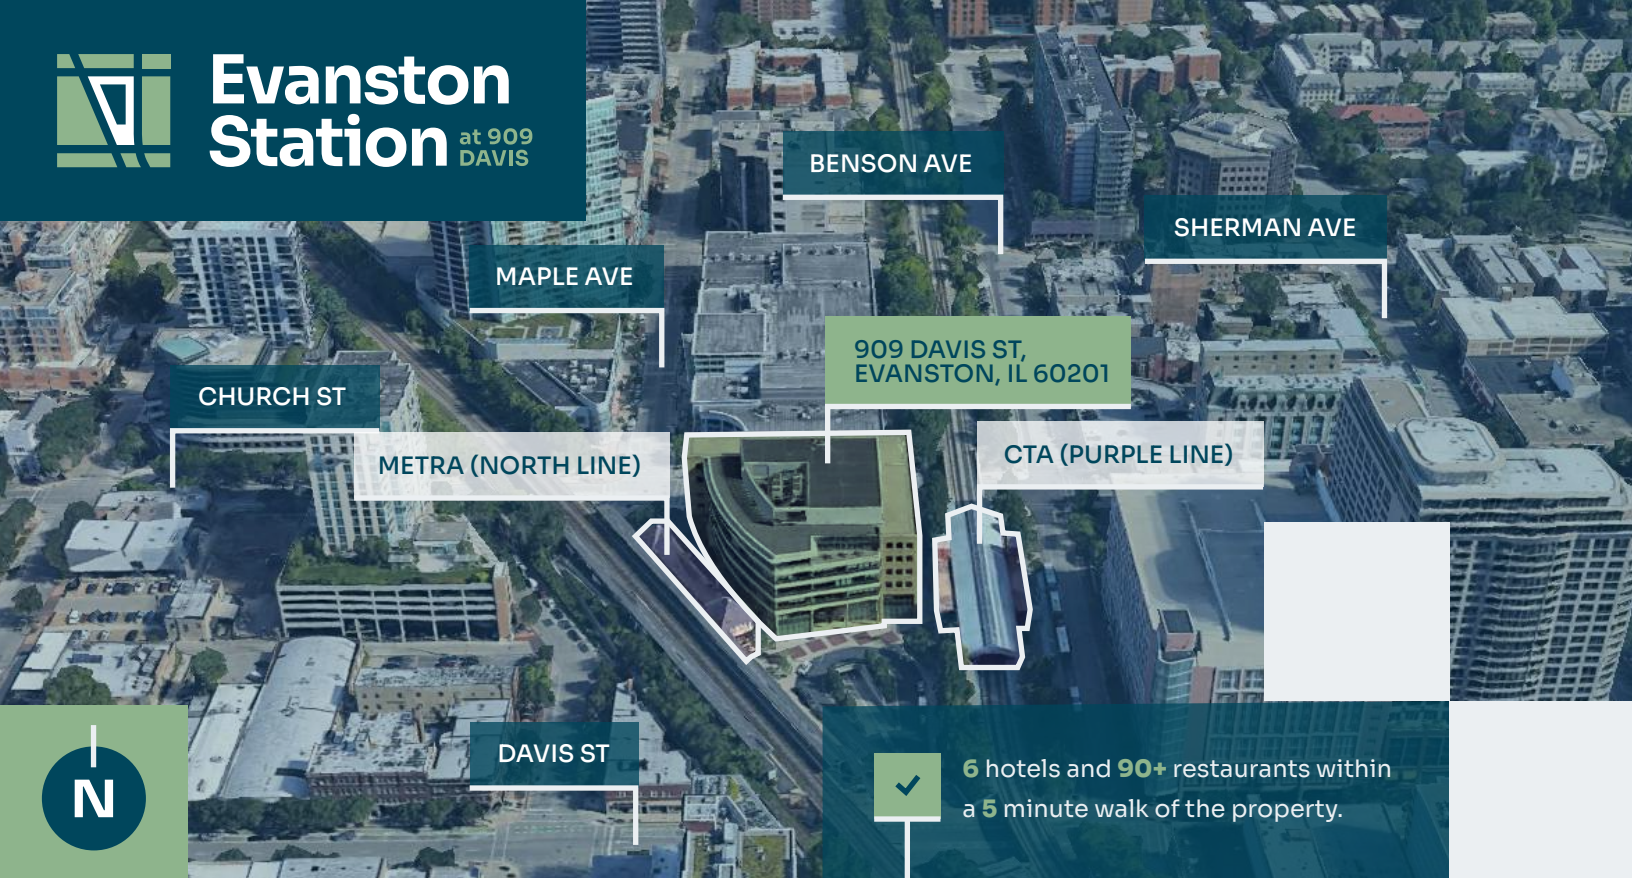 Evanston
Station at 909
DAVIS
BENSON AVE
SHERMAN AVE
MAPLE AVE
909 DAVIS ST,
EVANSTON, IL 60201
CHURCH ST
METRA (NORTH LINE)
CTA (PURPLE LINE)
DAVIS ST
N
6 hotels and 90+ restaurants within
a 5 minute walk of the property.